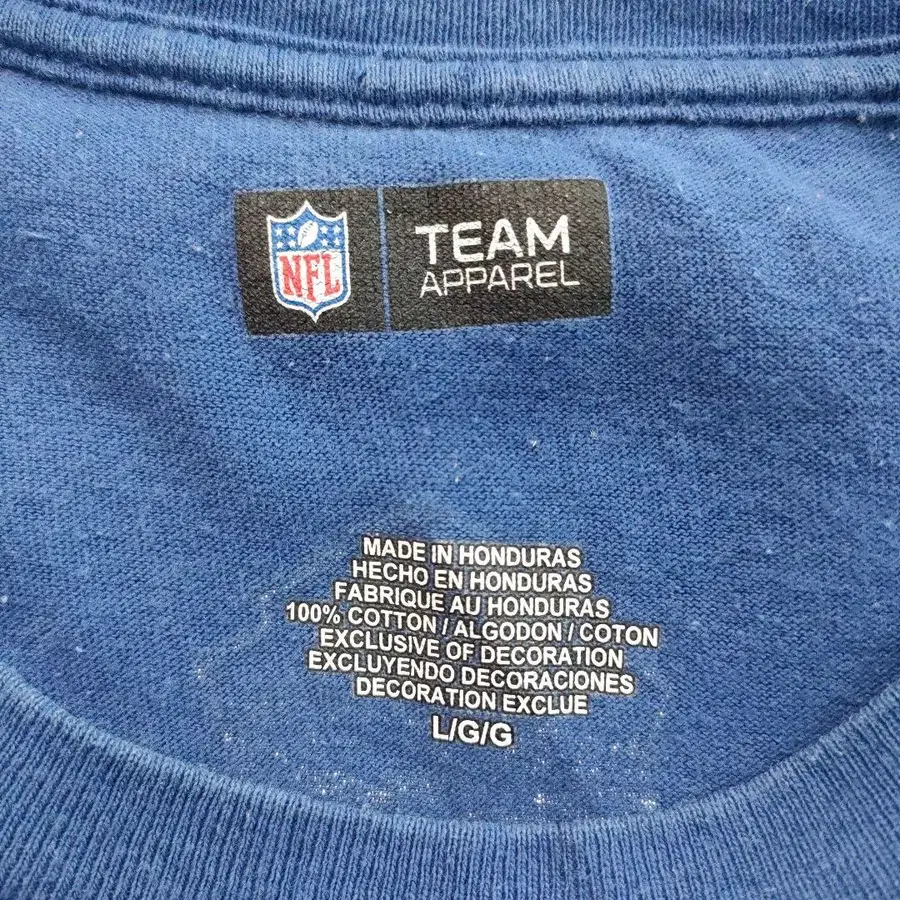 NFL
TEAM
APPAREL
MADE IN HONDURAS
HECHO EN HONDURAS
FABRIQUE AU HONDURAS
100% COTTON / ALGODON / COTON
EXCLUSIVE OF DECORATION
EXCLUYENDO DECORACIONES
DECORATION EXCLUE
L/G/G